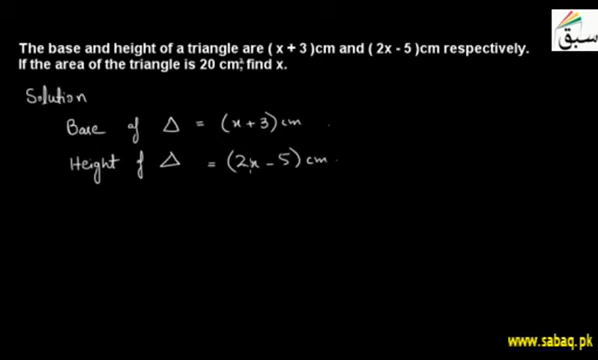 سبق
The base and height of a triangle are ( x + 3 )cm and ( 2x - 5 )cm respectively.
If the area of the triangle is 20 cm², find x.
Solution
Base of Δ = (x+3) cm
Height of Δ = (2x - 5) cm
www.sabaq.pk